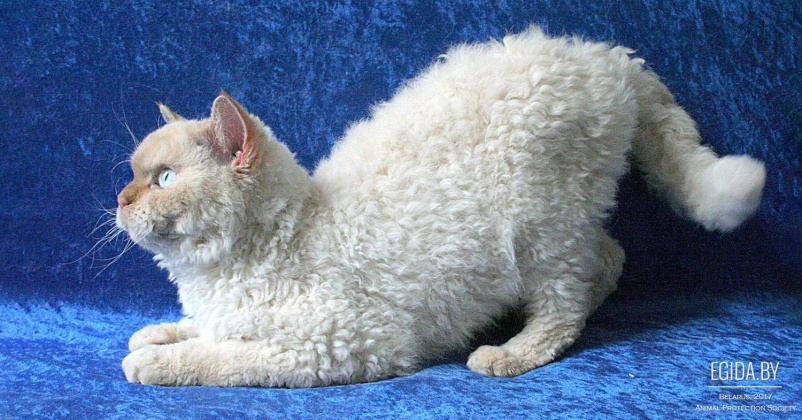 EGIDA.BY
BELARUS, 2017
ANIMAL PROTECTION SOCIETY